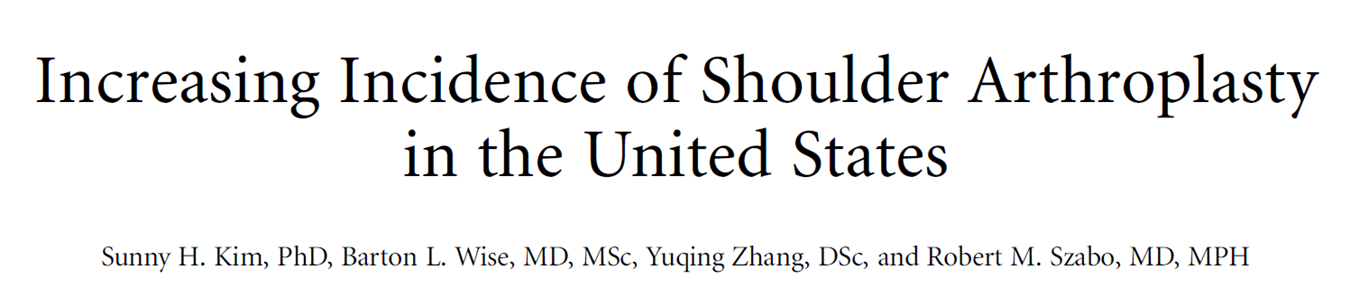 Increasing Incidence of Shoulder Arthroplasty
in the United States
Sunny H. Kim, PhD, Barton L. Wise, MD, MSc, Yuqing Zhang, DSc, and Robert M. Szabo, MD, MPH